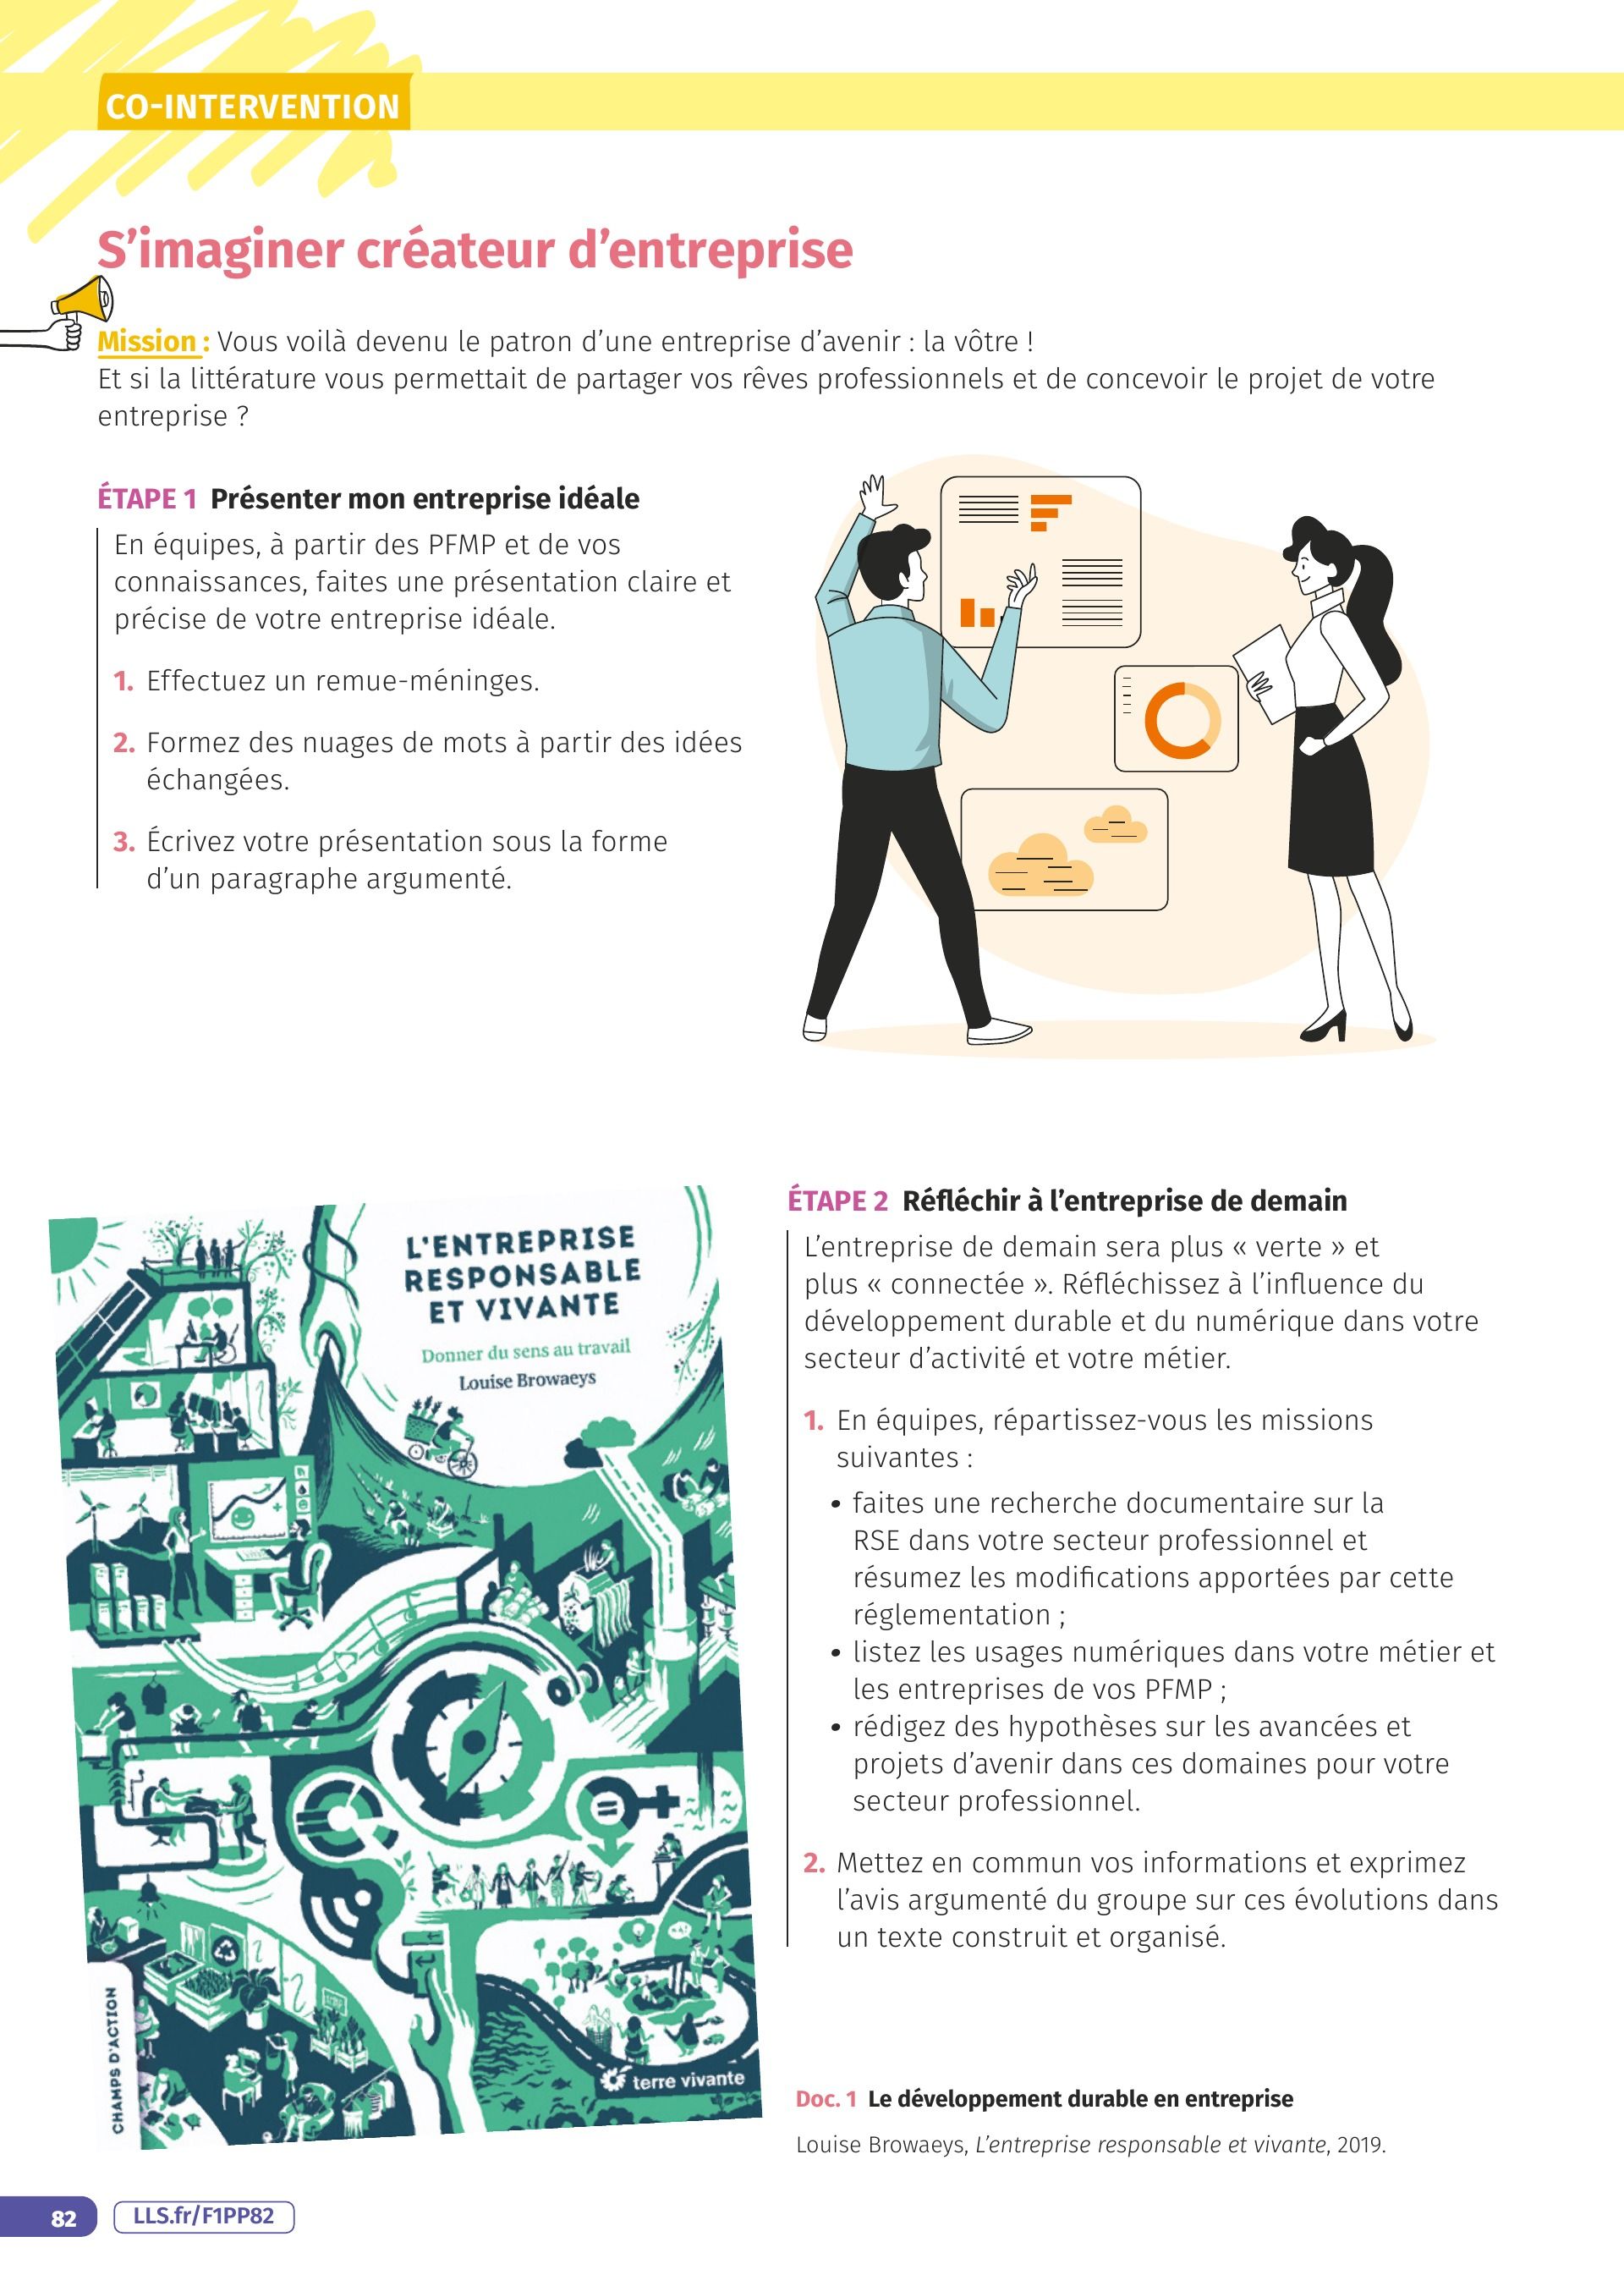 CO-INTERVENTION
S'imaginer créateur d'entreprise
Mission : Vous voilà devenu le patron d'une entreprise d'avenir : la vôtre !
Et si la littérature vous permettait de partager vos rêves professionnels et de concevoir le projet de votre
entreprise ?
ÉTAPE 1 Présenter mon entreprise idéale
En équipes, à partir des PFMP et de vos
connaissances, faites une présentation claire et
précise de votre entreprise idéale.
1. Effectuez un remue-méninges.
2. Formez des nuages de mots à partir des idées
échangées.
3. Écrivez votre présentation sous la forme
d'un paragraphe argumenté.
L'ENTREPRISE
RESPONSABLE
ET VIVANTE
Donner du sens au travail
Louise Browaeys
CHAMPS D'ACTION
terre vivante
ÉTAPE 2 Réfléchir à l'entreprise de demain
L'entreprise de demain sera plus « verte » et
plus « connectée ». Réfléchissez à l'influence du
développement durable et du numérique dans votre
secteur d'activité et votre métier.
1. En équipes, répartissez-vous les missions
suivantes :
• faites une recherche documentaire sur la
RSE dans votre secteur professionnel et
résumez les modifications apportées par cette
réglementation ;
• listez les usages numériques dans votre métier et
les entreprises de vos PFMP ;
• rédigez des hypothèses sur les avancées et
projets d'avenir dans ces domaines pour votre
secteur professionnel.
2. Mettez en commun vos informations et exprimez
l'avis argumenté du groupe sur ces évolutions dans
un texte construit et organisé.
Doc. 1 Le développement durable en entreprise
Louise Browaeys, L'entreprise responsable et vivante, 2019.
82
LLS.fr/F1PP82